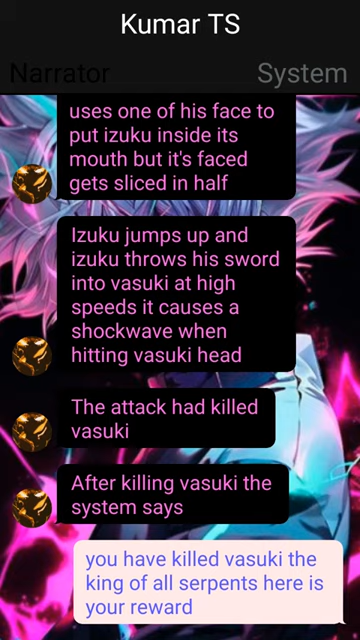 Kumar TS
Narrator
System
uses one of his face to
put izuku inside its
mouth but it's faced
gets sliced in half
Izuku jumps up and
izuku throws his sword
into vasuki at high
speeds it causes a
shockwave when
hitting vasuki head
The attack had killed
vasuki
After killing vasuki the
system says
you have killed vasuki the
king of all serpents here is
your reward